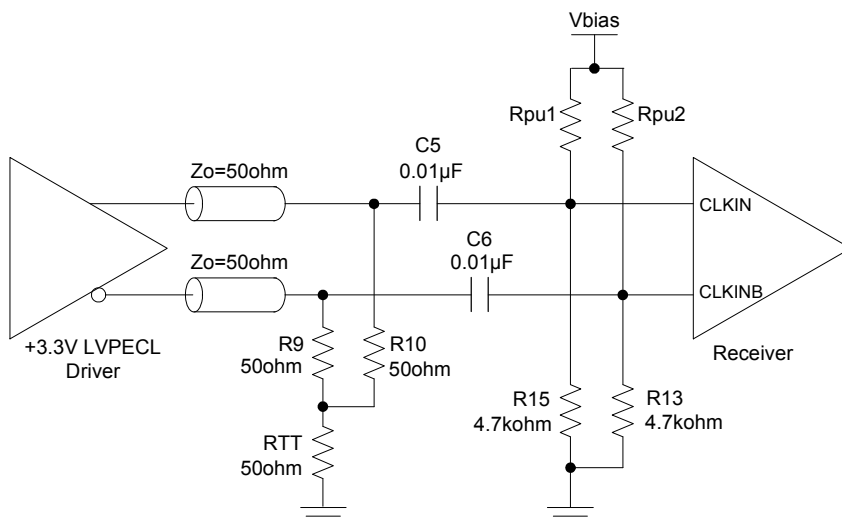 Vbias
Rpu1
Rpu2
C5
0.01µF
Zo=50ohm
CLKIN
C6
0.01µF
Zo=50ohm
CLKINB
+3.3V LVPECL
Driver
R9
50ohm
R10
50ohm
Receiver
R15
4.7kohm
R13
4.7kohm
RTT
50ohm